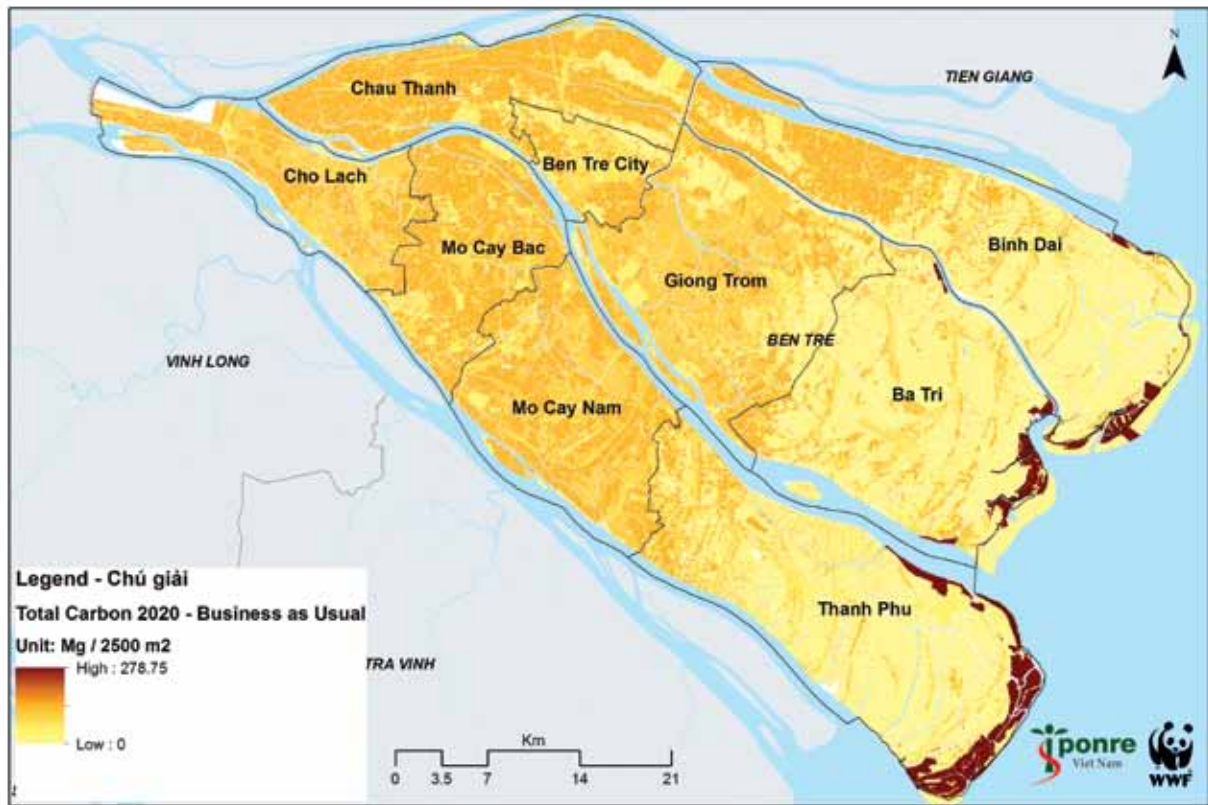 N
TIEN GIANG
Chau Thanh
Ben Tre City
Cho Lach
Mo Cay Bac
Binh Dai
Giong Trom
BEN TRE
VINH LONG
Ba Tri
Mo Cay Nam
Thanh Phu
TRA VINH
Legend - Chú giải
Total Carbon 2020 - Business as Usual
Unit: Mg / 2500 m2
High : 278.75
Low : 0
Km
0 3.5 7 14 21
iponre
Viet Nam
WWF